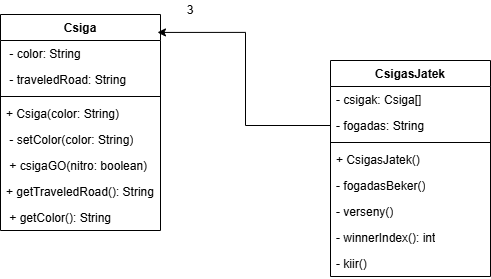 3
Csiga
- color: String
- traveledRoad: String
+ Csiga(color: String)
- setColor(color: String)
+ csigaGO(nitro: boolean)
+ getTraveledRoad(): String
+ getColor(): String
CsigasJatek
- csigak: Csiga[]
- fogadas: String
+ CsigasJatek()
- fogadasBeker()
- verseny()
- winnerIndex(): int
- kiir()